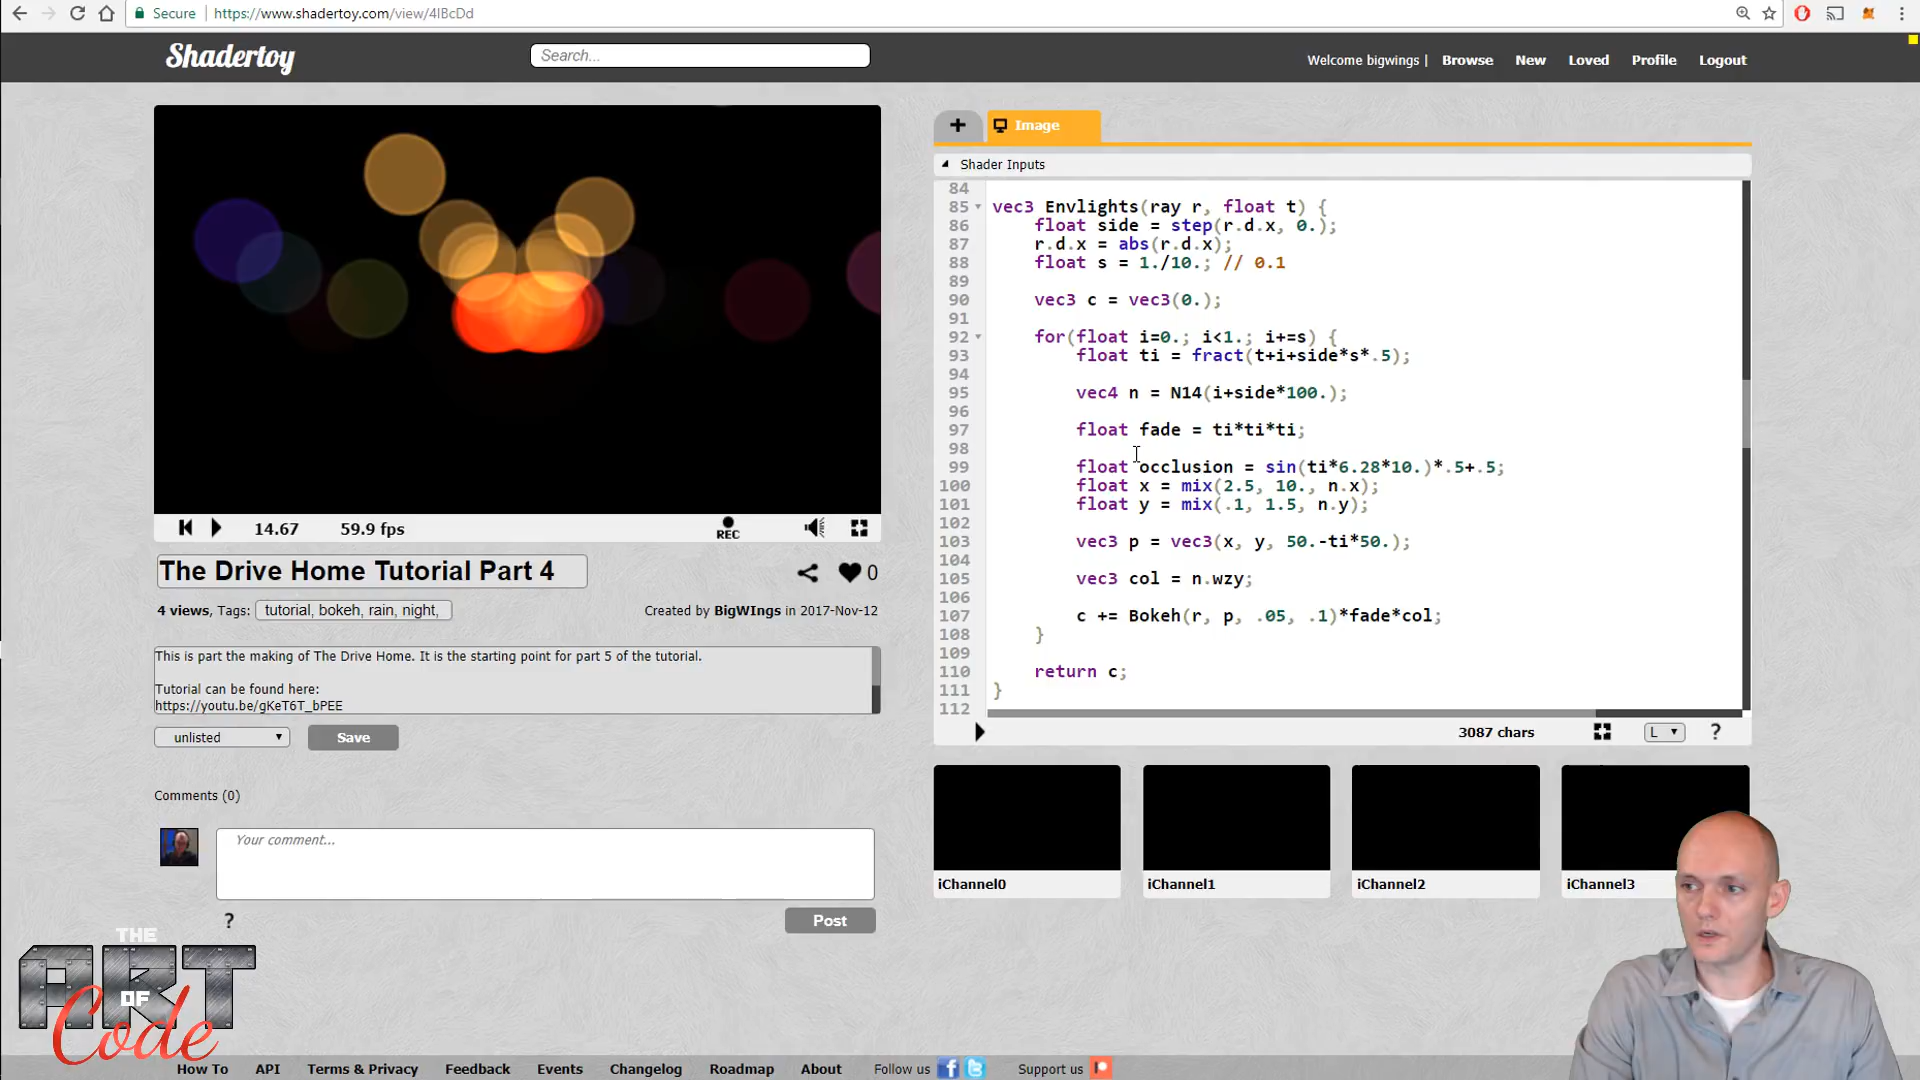 Secure
https://www.shadertoy.com/view/4lBcDd
Shadertoy
Search...
Welcome bigwings | Browse New Loved Profile Logout
+ Image
Shader Inputs
84
85 vec3 Envlights(ray r, float t) {
86 float side = step(r.d.x, 0.);
87 r.d.x = abs(r.d.x);
88 float s = 1./10.; // 0.1
89
90 vec3 c = vec3(0.);
91
92 for(float i=0.; i<1.; i+=s) {
93 float ti = fract(t+i+side*s*.5);
94
95 vec4 n = N14(i+side*100.);
96
97 float fade = ti*ti*ti;
98
99 float occlusion = sin(ti*6.28*10.)*.5+.5;
100 float x = mix(2.5, 10., n.x);
101 float y = mix(.1, 1.5, n.y);
102
103 vec3 p = vec3(x, y, 50.-ti*50.);
104
105 vec3 col = n.wzy;
106
107 c += Bokeh(r, p, .05, .1)*fade*col;
108 }
109
110 return c;
111 }
112
3087 chars
L
?
14.67 59.9 fps
REC
The Drive Home Tutorial Part 4
0
4 views, Tags: tutorial, bokeh, rain, night,
Created by BigWIngs in 2017-Nov-12
This is part the making of The Drive Home. It is the starting point for part 5 of the tutorial.
Tutorial can be found here:
https://youtu.be/gKeT6T_bPEE
unlisted
Save
Comments (0)
Your comment...
?
Post
iChannel0
iChannel1
iChannel2
iChannel3
THE
ART
OF
Code
How To API Terms & Privacy Feedback Events Changelog Roadmap About Follow us Support us